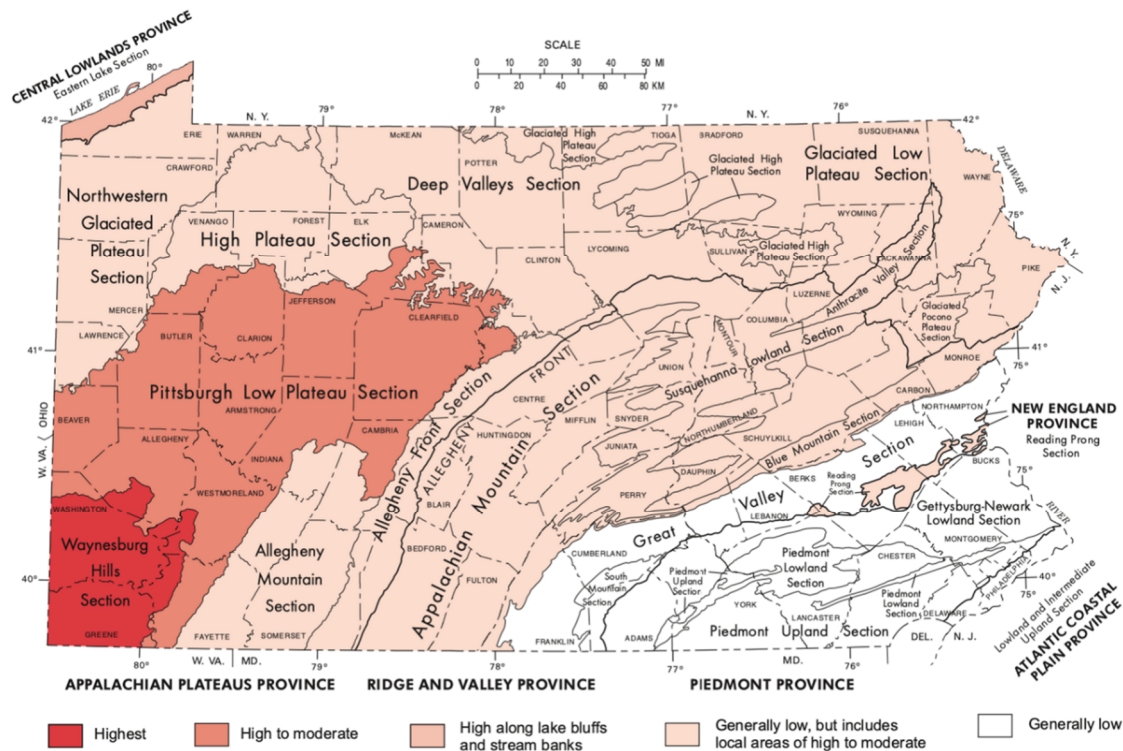 CENTRAL LOWLANDS PROVINCE
Eastern Lake Section
LAKE ERIE
80°
SCALE
0 10 20 30 40 50 MI
0 20 40 60 80 KM
42°
79°
N. Y.
78°
77°
N. Y.
76°
42°
ERIE
WARREN
McKEAN
POTTER
Glaciated High
Plateau
Section
TIOGA
BRADFORD
SUSQUEHANNA
Glaciated Low
Plateau Section
WAYNE
DELAWARE
CRAWFORD
Glaciated High
Plateau Section
Northwestern
Glaciated
Plateau
Section
Deep Valleys Section
VENANGO
FOREST
ELK
CAMERON
High Plateau Section
WYOMING
75°
LYCOMING
SULLIVAN
Glaciated High
Plateau Section
LACKAWANNA
CLINTON
N. Y.
N. J.
PIKE
MERCER
JEFFERSON
CLEARFIELD
LUZERNE
Anthracite Valley Section
Glaciated
Pocono
Plateau
Section
LAWRENCE
BUTLER
CLARION
COLUMBIA
MONTOUR
41°
41°
MONROE
Pittsburgh Low Plateau Section
FRONT
UNION
Susquehanna Lowland Section
CARBON
CENTRE
ARMSTRONG
BEAVER
OHIO
W. VA.
ALLEGHENY
CAMBRIA
MIFFLIN
SNYDER
NORTHUMBERLAND
NORTHAMPTON
NEW ENGLAND
PROVINCE
Reading Prong
Section
HUNTINGDON
JUNIATA
SCHUYLKILL
LEHIGH
INDIANA
Allegheny Front Section
ALLEGHENY
Appalachian Mountain Section
Blue Mountain Section
DAUPHIN
BUCKS
75°
WESTMORELAND
BERKS
Reading
Prong
Section
PERRY
WASHINGTON
BLAIR
Great Valley Section
LEBANON
Gettysburg-Newark
Lowland Section
RIVER
Waynesburg
Hills
Section
Allegheny
Mountain
Section
BEDFORD
CUMBERLAND
MONTGOMERY
Piedmont
Lowland
Section
CHESTER
PHILADELPHIA
40°
40°
75°
FULTON
South
Mountain
Section
Piedmont
Upland
Section
YORK
LANCASTER
Piedmont
Lowland
Section
DELAWARE
GREENE
FAYETTE
SOMERSET
FRANKLIN
ADAMS
Piedmont Upland Section
DEL.
N. J.
Lowland and Intermediate
Upland Section
ATLANTIC COASTAL
PLAIN PROVINCE
80°
W. VA.
MD.
79°
78°
77°
MD.
76°
APPALACHIAN PLATEAUS PROVINCE
RIDGE AND VALLEY PROVINCE
PIEDMONT PROVINCE
Highest
High to moderate
High along lake bluffs
and stream banks
Generally low, but includes
local areas of high to moderate
Generally low